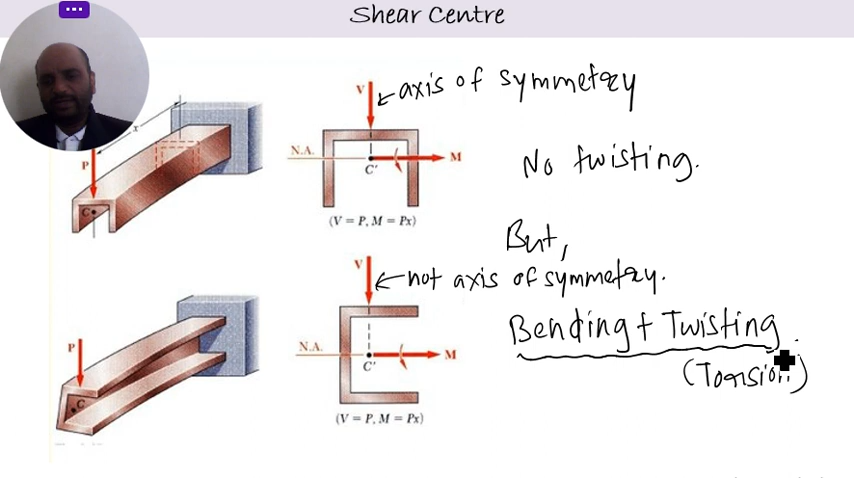 Shear Centre
x
P
C
V
axis of symmetry
N.A.
C'
M
(V = P, M = Px)
No twisting.
But,
P
C
V
not axis of symmetry.
N.A.
C'
M
(V = P, M = Px)
Bending + Twisting.
(Torsion)